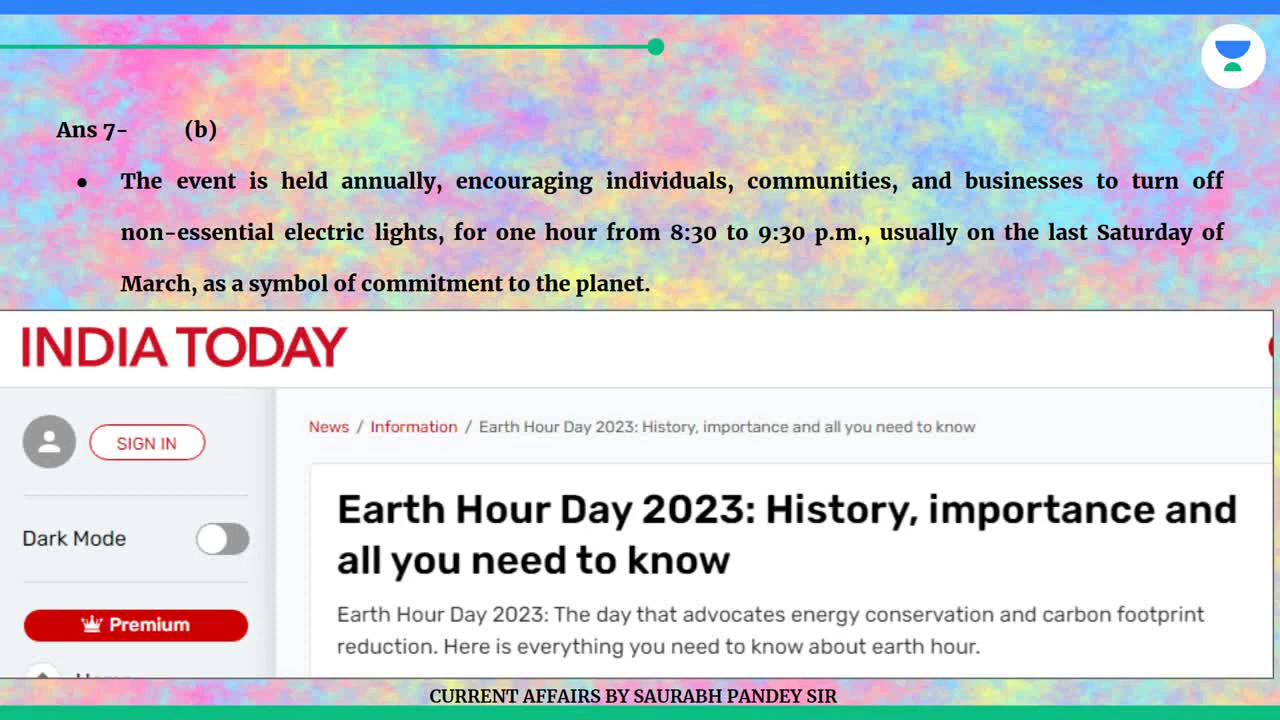 Ans 7- (b)
● The event is held annually, encouraging individuals, communities, and businesses to turn off
non-essential electric lights, for one hour from 8:30 to 9:30 p.m., usually on the last Saturday of
March, as a symbol of commitment to the planet.
INDIA TODAY
SIGN IN
News / Information / Earth Hour Day 2023: History, importance and all you need to know
Earth Hour Day 2023: History, importance and
all you need to know
Dark Mode
Earth Hour Day 2023: The day that advocates energy conservation and carbon footprint
reduction. Here is everything you need to know about earth hour.
Premium
CURRENT AFFAIRS BY SAURABH PANDEY SIR